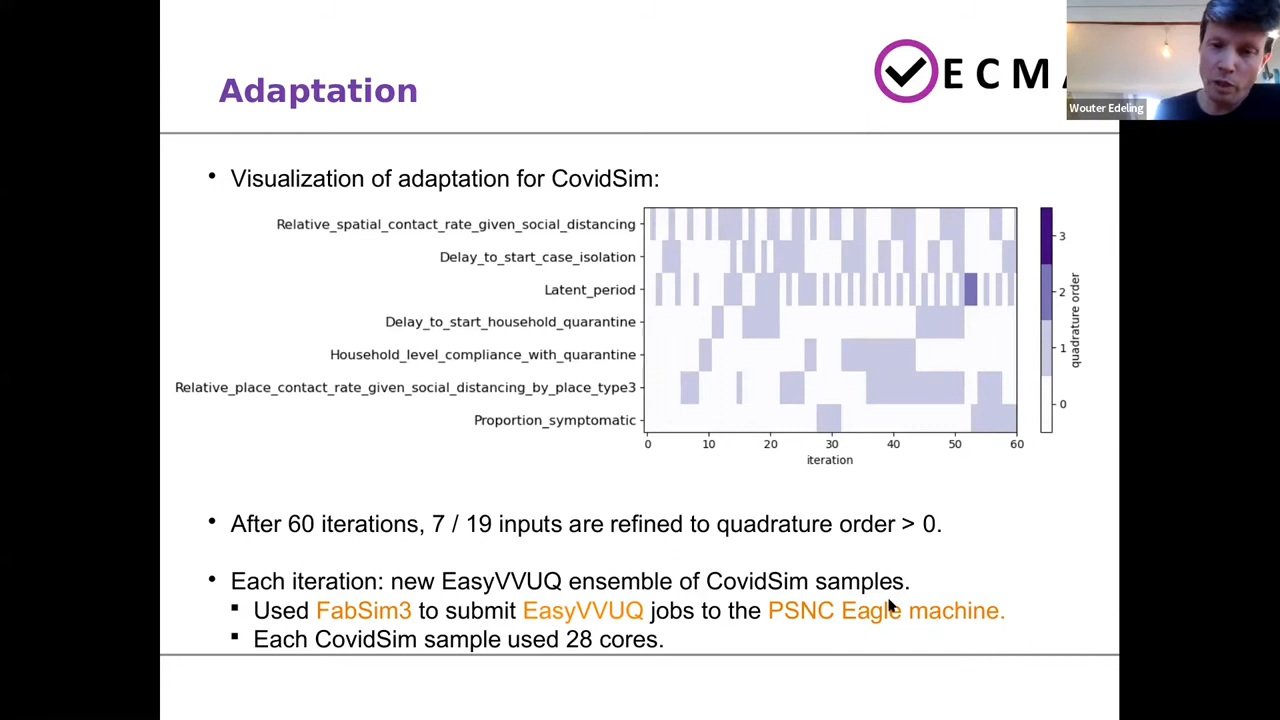 Adaptation
ECMA
Wouter Edeling
• Visualization of adaptation for CovidSim:
Relative_spatial_contact_rate_given_social_distancing
Delay_to_start_case_isolation
Latent_period
Delay_to_start_household_quarantine
Household_level_compliance_with_quarantine
Relative_place_contact_rate_given_social_distancing_by_place_type3
Proportion_symptomatic
0 10 20 30 40 50 60
iteration
3
2
1
0
quadrature order
• After 60 iterations, 7 / 19 inputs are refined to quadrature order > 0.
• Each iteration: new EasyVVUQ ensemble of CovidSim samples.
▪ Used FabSim3 to submit EasyVVUQ jobs to the PSNC Eagle machine.
▪ Each CovidSim sample used 28 cores.